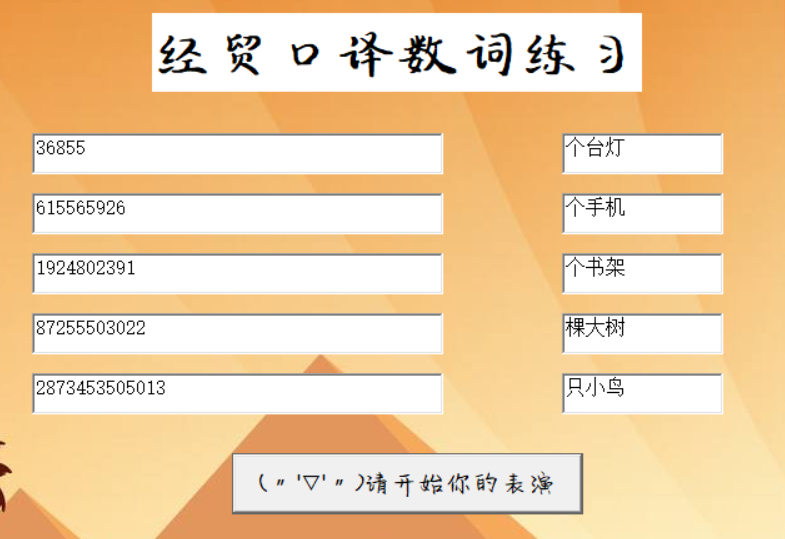 经贸口译数词练习
36855 个台灯
615565926 个手机
1924802391 个书架
87255503022 棵大树
2873453505013 只小鸟
(〃'▽'〃)请开始你的表演